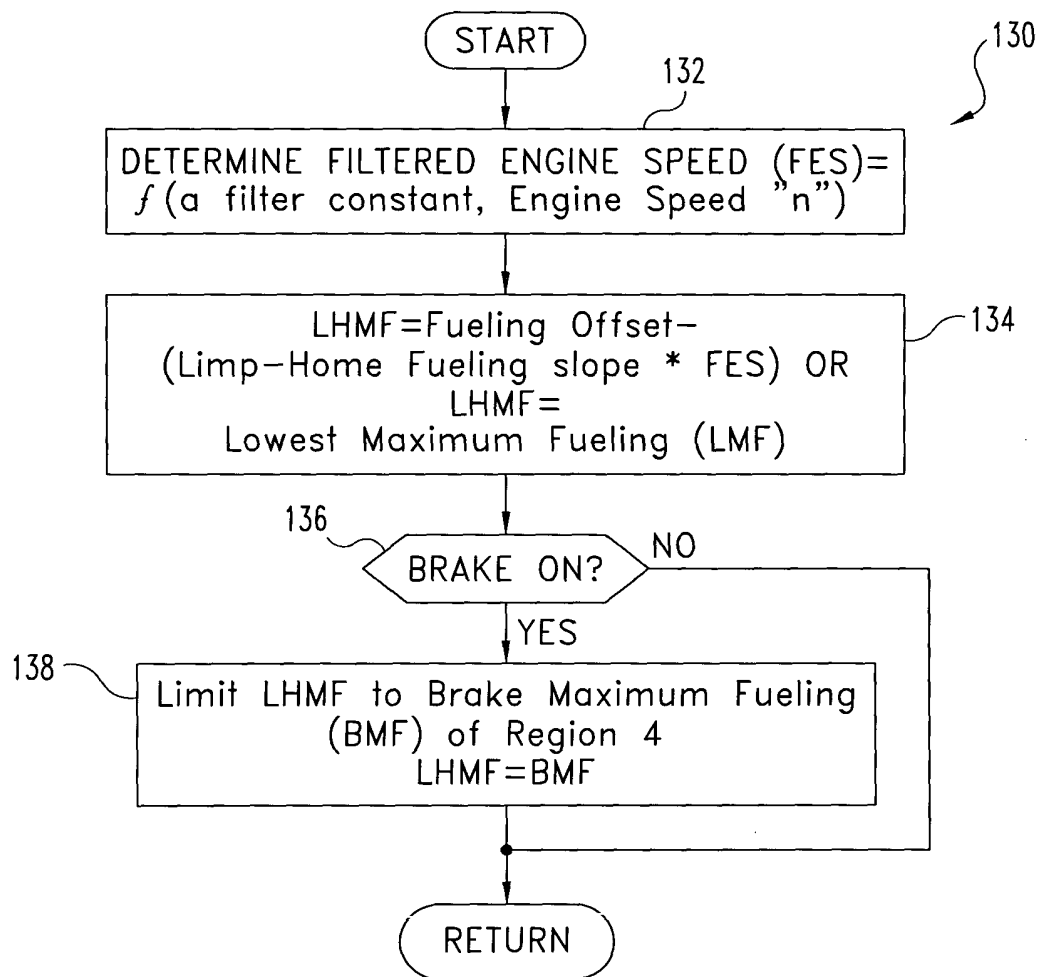 START
130
132
DETERMINE FILTERED ENGINE SPEED (FES)=
f (a filter constant, Engine Speed "n")
LHMF=Fueling Offset-
(Limp-Home Fueling slope * FES) OR
LHMF=
Lowest Maximum Fueling (LMF)
134
136
BRAKE ON?
NO
YES
138
Limit LHMF to Brake Maximum Fueling
(BMF) of Region 4
LHMF=BMF
RETURN